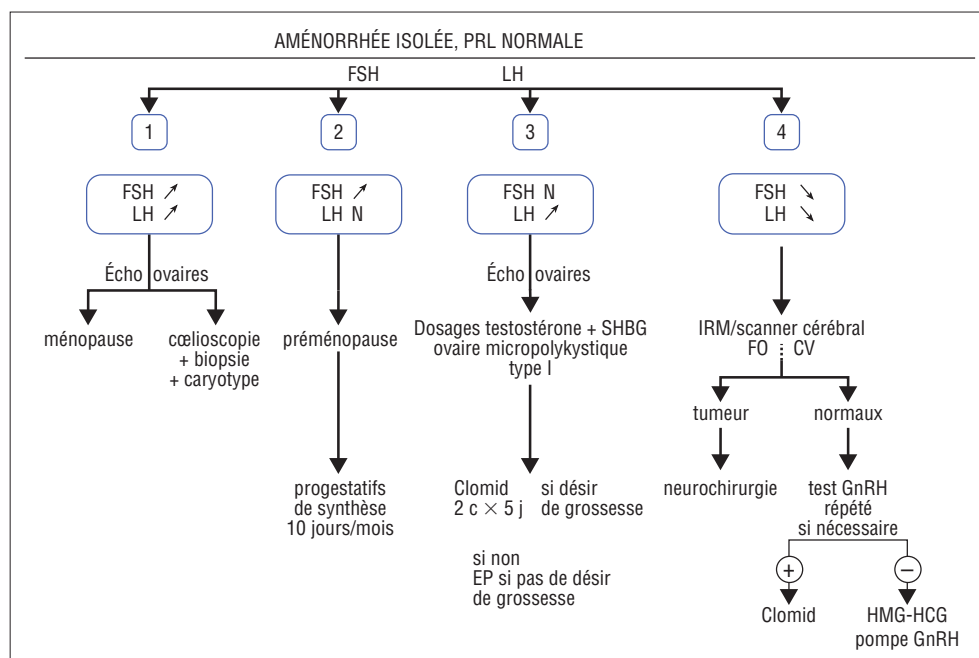 AMÉNORRHÉE ISOLÉE, PRL NORMALE
FSH LH
1
2
3
4
FSH ↗
LH ↗
FSH ↗
LH N
FSH N
LH ↗
FSH ↘
LH ↘
Écho ovaires
ménopause
cœlioscopie
+ biopsie
+ caryotype
préménopause
progestatifs
de synthèse
10 jours/mois
Écho ovaires
Dosages testostérone + SHBG
ovaire micropolykystique
type I
Clomid
2 c × 5 j
si désir
de grossesse
si non
EP si pas de désir
de grossesse
IRM/scanner cérébral
FO CV
tumeur
normaux
neurochirurgie
test GnRH
répété
si nécessaire
+
−
Clomid
HMG-HCG
pompe GnRH